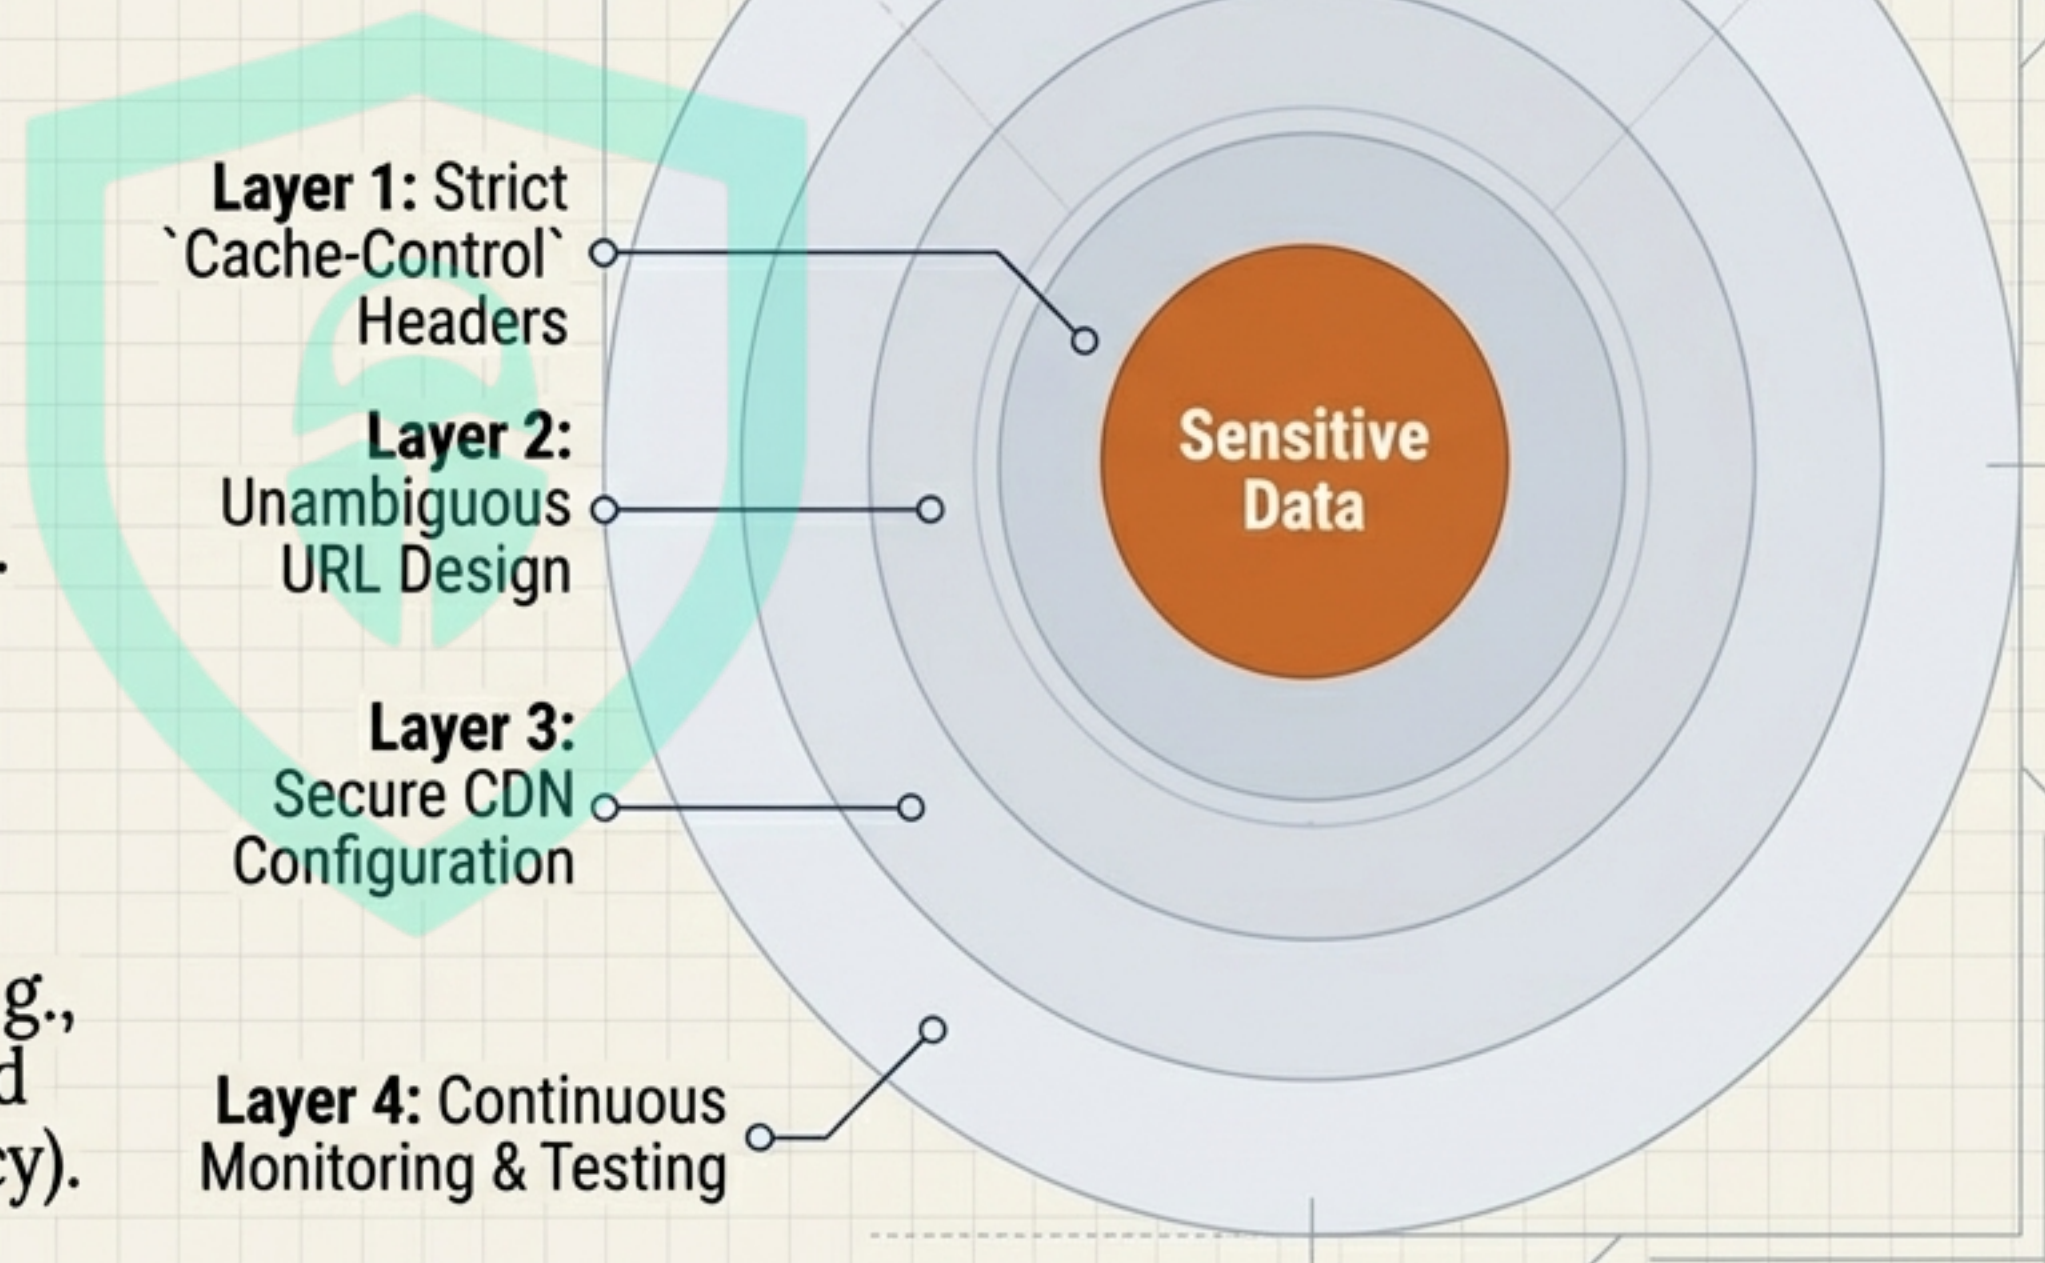 Layer 1: Strict
`Cache-Control`
Headers
Layer 2:
Unambiguous
URL Design
Layer 3:
Secure CDN
Configuration
Layer 4: Continuous
Monitoring & Testing
Sensitive
Data
g.,
d
cy).